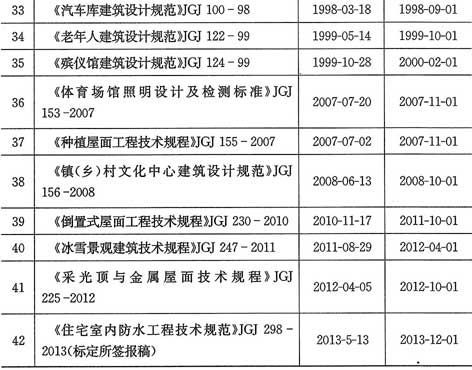 33 《汽车库建筑设计规范》JGJ 100-98 1998-03-18 1998-09-01
34 《老年人建筑设计规范》JGJ 122-99 1999-05-14 1999-10-01
35 《殡仪馆建筑设计规范》JGJ 124-99 1999-10-28 2000-02-01
36 《体育场馆照明设计及检测标准》JGJ
153-2007 2007-07-20 2007-11-01
37 《种植屋面工程技术规程》JGJ 155-2007 2007-07-02 2007-11-01
38 《镇(乡)村文化中心建筑设计规范》JGJ
156-2008 2008-06-13 2008-10-01
39 《倒置式屋面工程技术规程》JGJ 230-2010 2010-11-17 2011-10-01
40 《冰雪景观建筑技术规程》JGJ 247-2011 2011-08-29 2012-04-01
41 《采光顶与金属屋面技术规程》JGJ
225-2012 2012-04-05 2012-10-01
42 《住宅室内防水工程技术规范》JGJ 298-
2013(标定所签报稿) 2013-5-13 2013-12-01